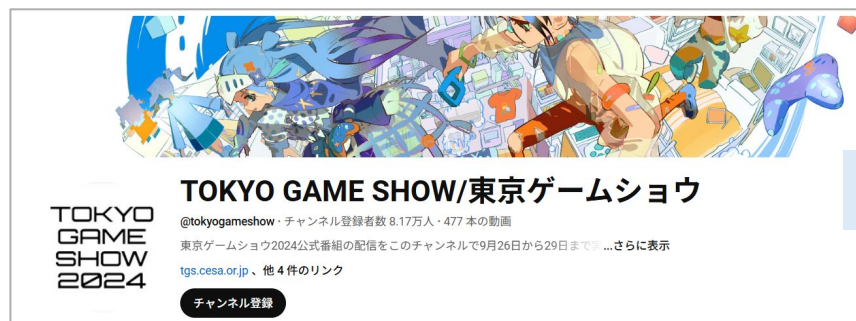 TOKYO GAME SHOW/東京ゲームショウ
@tokyogameshow・チャンネル登録者数 8.17万人・477 本の動画
東京ゲームショウ2024公式番組の配信をこのチャンネルで9月26日から29日まで ...さらに表示
tgs.cesa.or.jp 、他 4 件のリンク
チャンネル登録
TOKYO
GAME
SHOW
2024